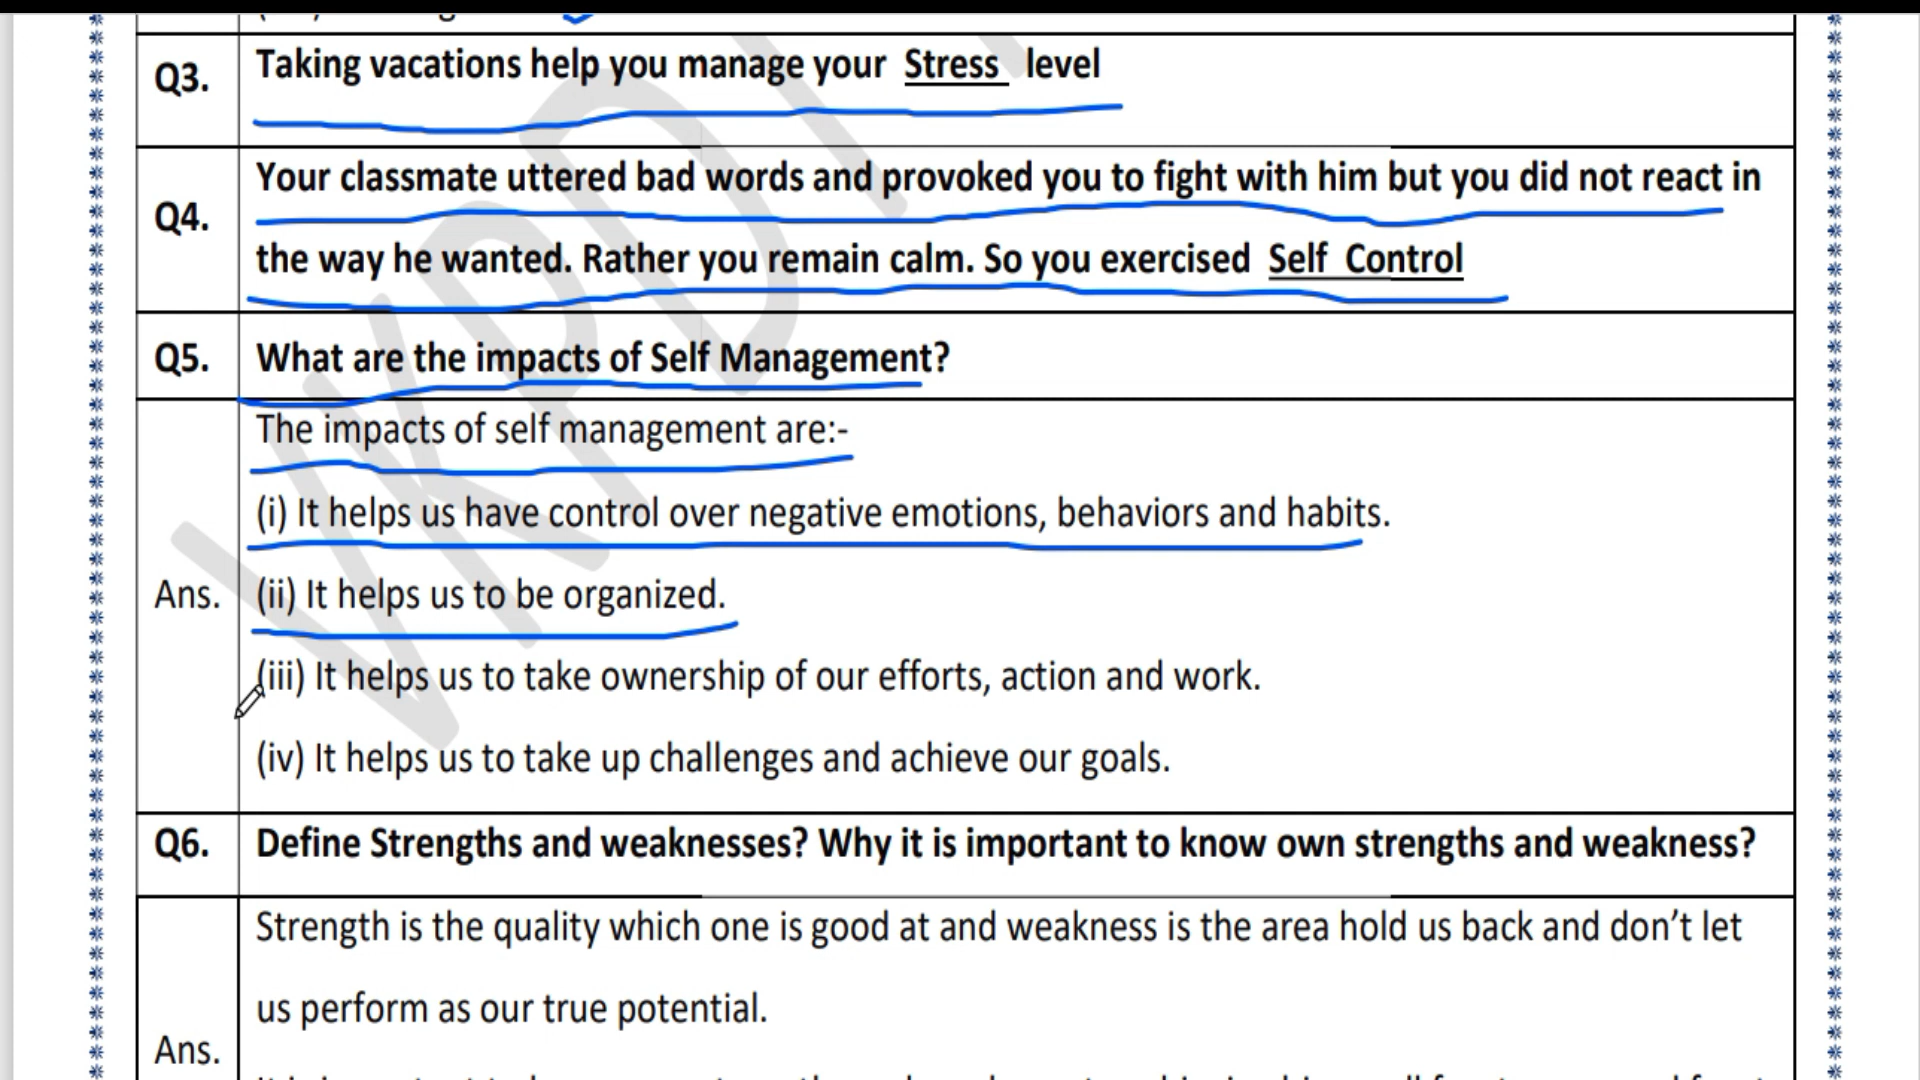 Q3. Taking vacations help you manage your Stress level
Q4. Your classmate uttered bad words and provoked you to fight with him but you did not react in
the way he wanted. Rather you remain calm. So you exercised Self Control
Q5. What are the impacts of Self Management?
The impacts of self management are:-
(i) It helps us have control over negative emotions, behaviors and habits.
Ans. (ii) It helps us to be organized.
(iii) It helps us to take ownership of our efforts, action and work.
(iv) It helps us to take up challenges and achieve our goals.
Q6. Define Strengths and weaknesses? Why it is important to know own strengths and weakness?
Strength is the quality which one is good at and weakness is the area hold us back and don't let
us perform as our true potential.
Ans.